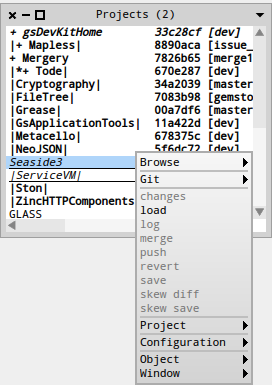 Projects (2)
+ gsDevKitHome 33c28cf [dev]
|+ Mapless| 8890aca [issue_
+ Mergery 7826b65 [merge1
|*+ Tode| 670e287 [dev]
|Cryptography| 34a2039 [master
|FileTree| 7083b98 [gemsto
|Grease| 00a7df6 [master
|GsApplicationTools| 11a422d [dev]
|Metacello| 678375c [dev]
|NeoJSON| 5f6dc72 [dev]
Seaside3
|ServiceVM|
|Ston|
|ZincHTTPComponents
GLASS
Browse
Git
changes
load
log
merge
push
revert
save
skew diff
skew save
Project
Configuration
Object
Window